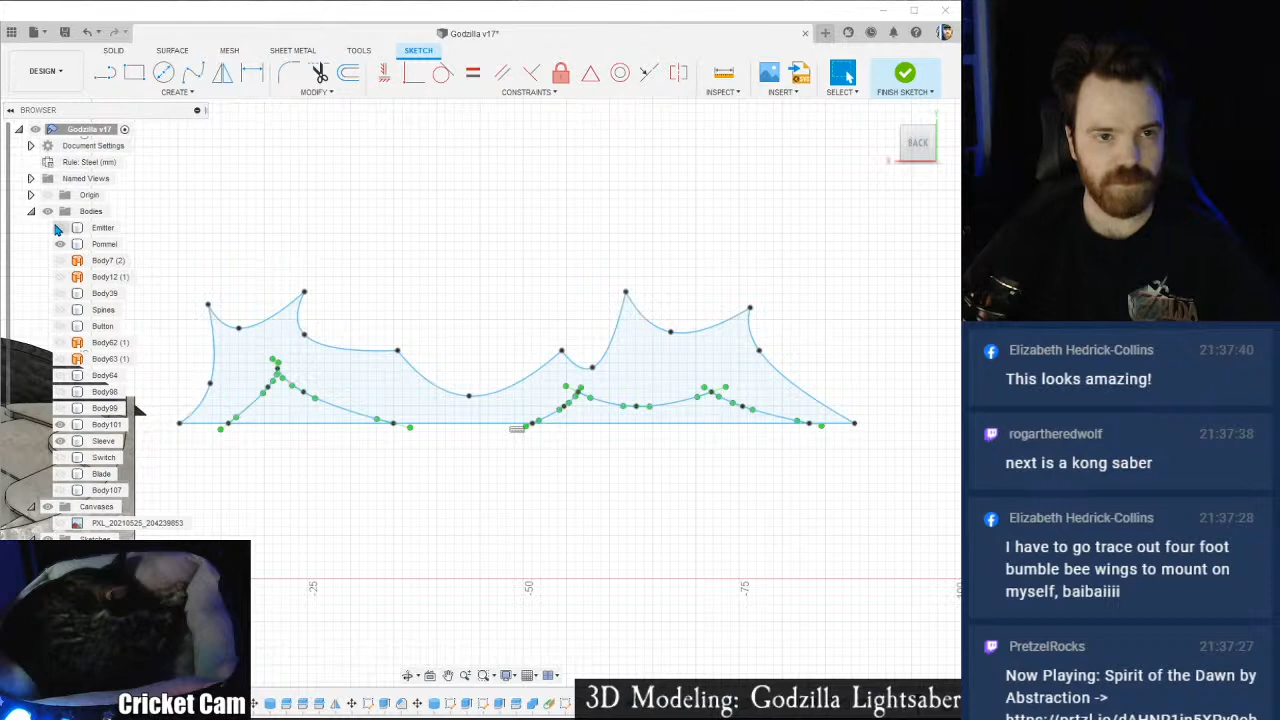 Godzilla v17*
SOLID SURFACE MESH SHEET METAL TOOLS SKETCH
DESIGN
CREATE MODIFY CONSTRAINTS INSPECT INSERT SELECT FINISH SKETCH
BROWSER
Godzilla v17
Document Settings
Rule: Steel (mm)
Named Views
Origin
Bodies
Emitter
Pommel
Body7 (2)
Body12 (1)
Body39
Spines
Button
Body62 (1)
Body63 (1)
Body64
Body98
Body99
Body101
Sleeve
Switch
Blade
Body107
Canvases
PXL_20210525_204239853
BACK
-25
-50
-75
Cricket Cam
3D Modeling: Godzilla Lightsaber
Elizabeth Hedrick-Collins 21:37:40
This looks amazing!
rogartheredwolf 21:37:38
next is a kong saber
Elizabeth Hedrick-Collins 21:37:28
I have to go trace out four foot
bumble bee wings to mount on
myself, baibaiiii
PretzelRocks 21:37:27
Now Playing: Spirit of the Dawn by
Abstraction ->